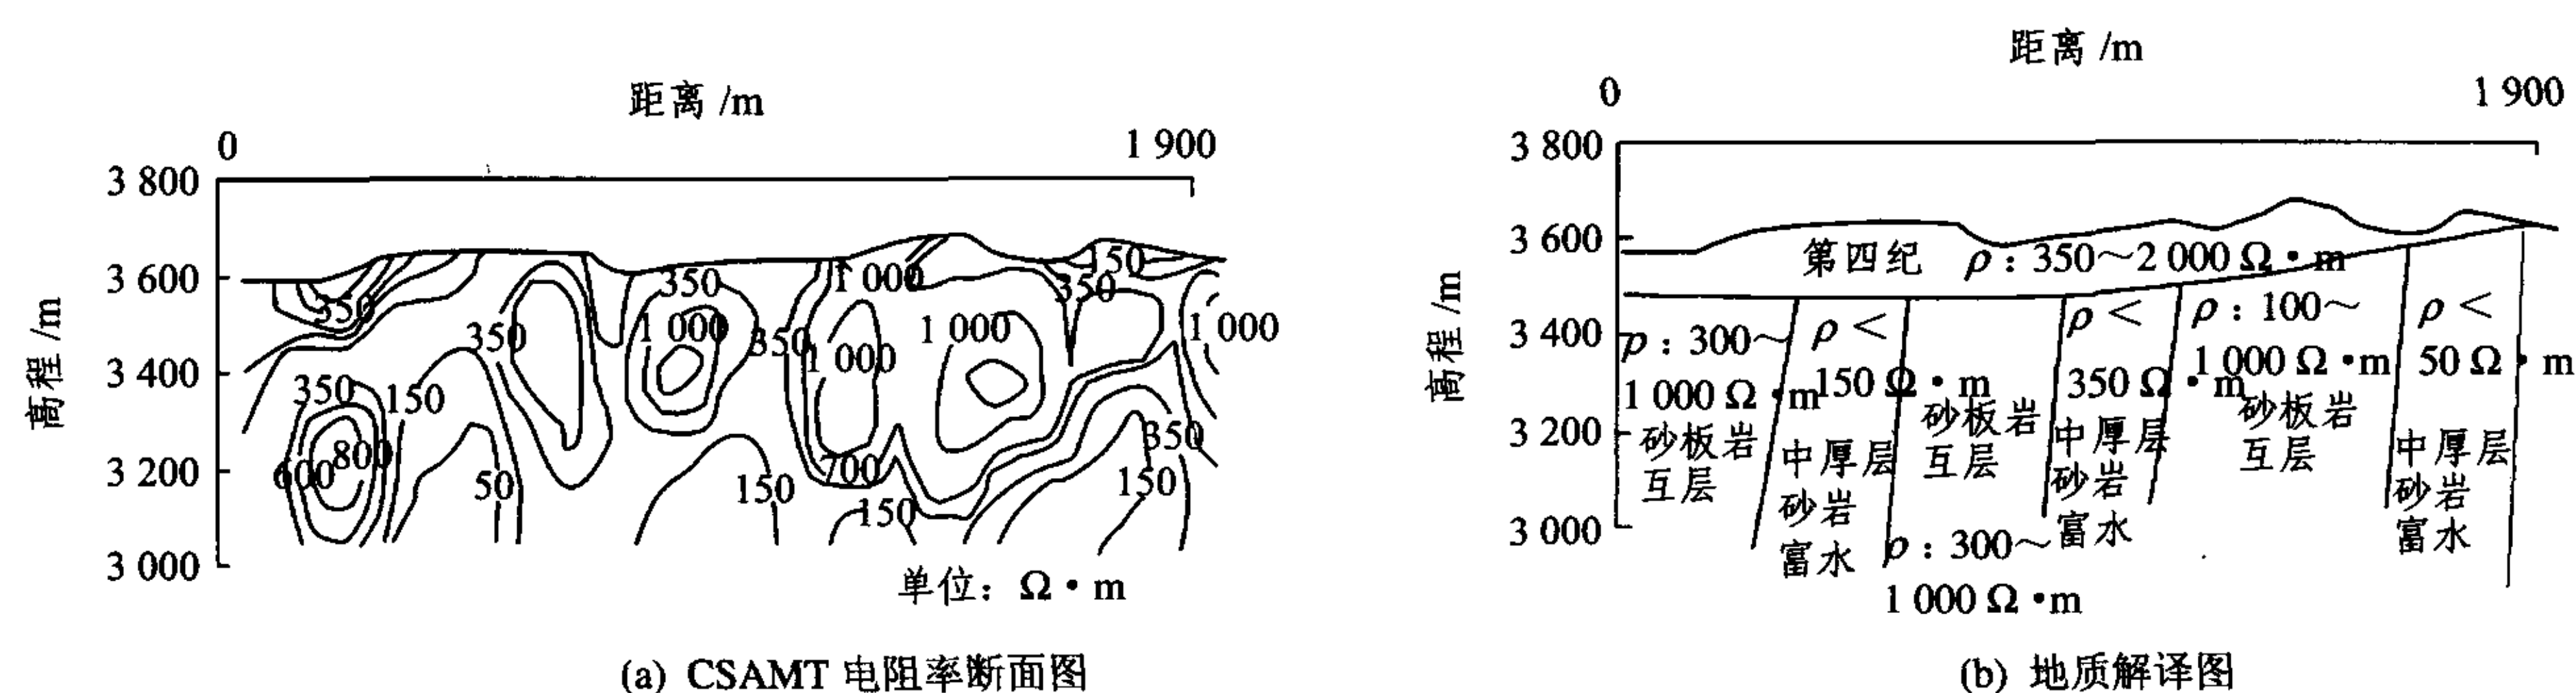 距离 /m
0
1 900
3 800
3 600
3 400
3 200
3 000
高程 /m
55
350
150
600
800
50
350
350
1 000
150
350
1 000
1 000
700
150
1 000
150
350
1 000
350
150
单位：Ω·m
(a) CSAMT 电阻率断面图
距离 /m
0
1 900
3 800
3 600
3 400
3 200
3 000
高程 /m
第四纪 ρ：350～2 000 Ω·m
ρ：300～
1 000 Ω·m
砂板岩
互层
ρ <
150 Ω·m
中厚层
砂岩
富水
砂板岩
互层
ρ：300～
1 000 Ω·m
ρ <
350 Ω·m
中厚层
砂岩
富水
ρ：100～
1 000 Ω·m
砂板岩
互层
ρ <
50 Ω·m
中厚层
砂岩
富水
(b) 地质解译图